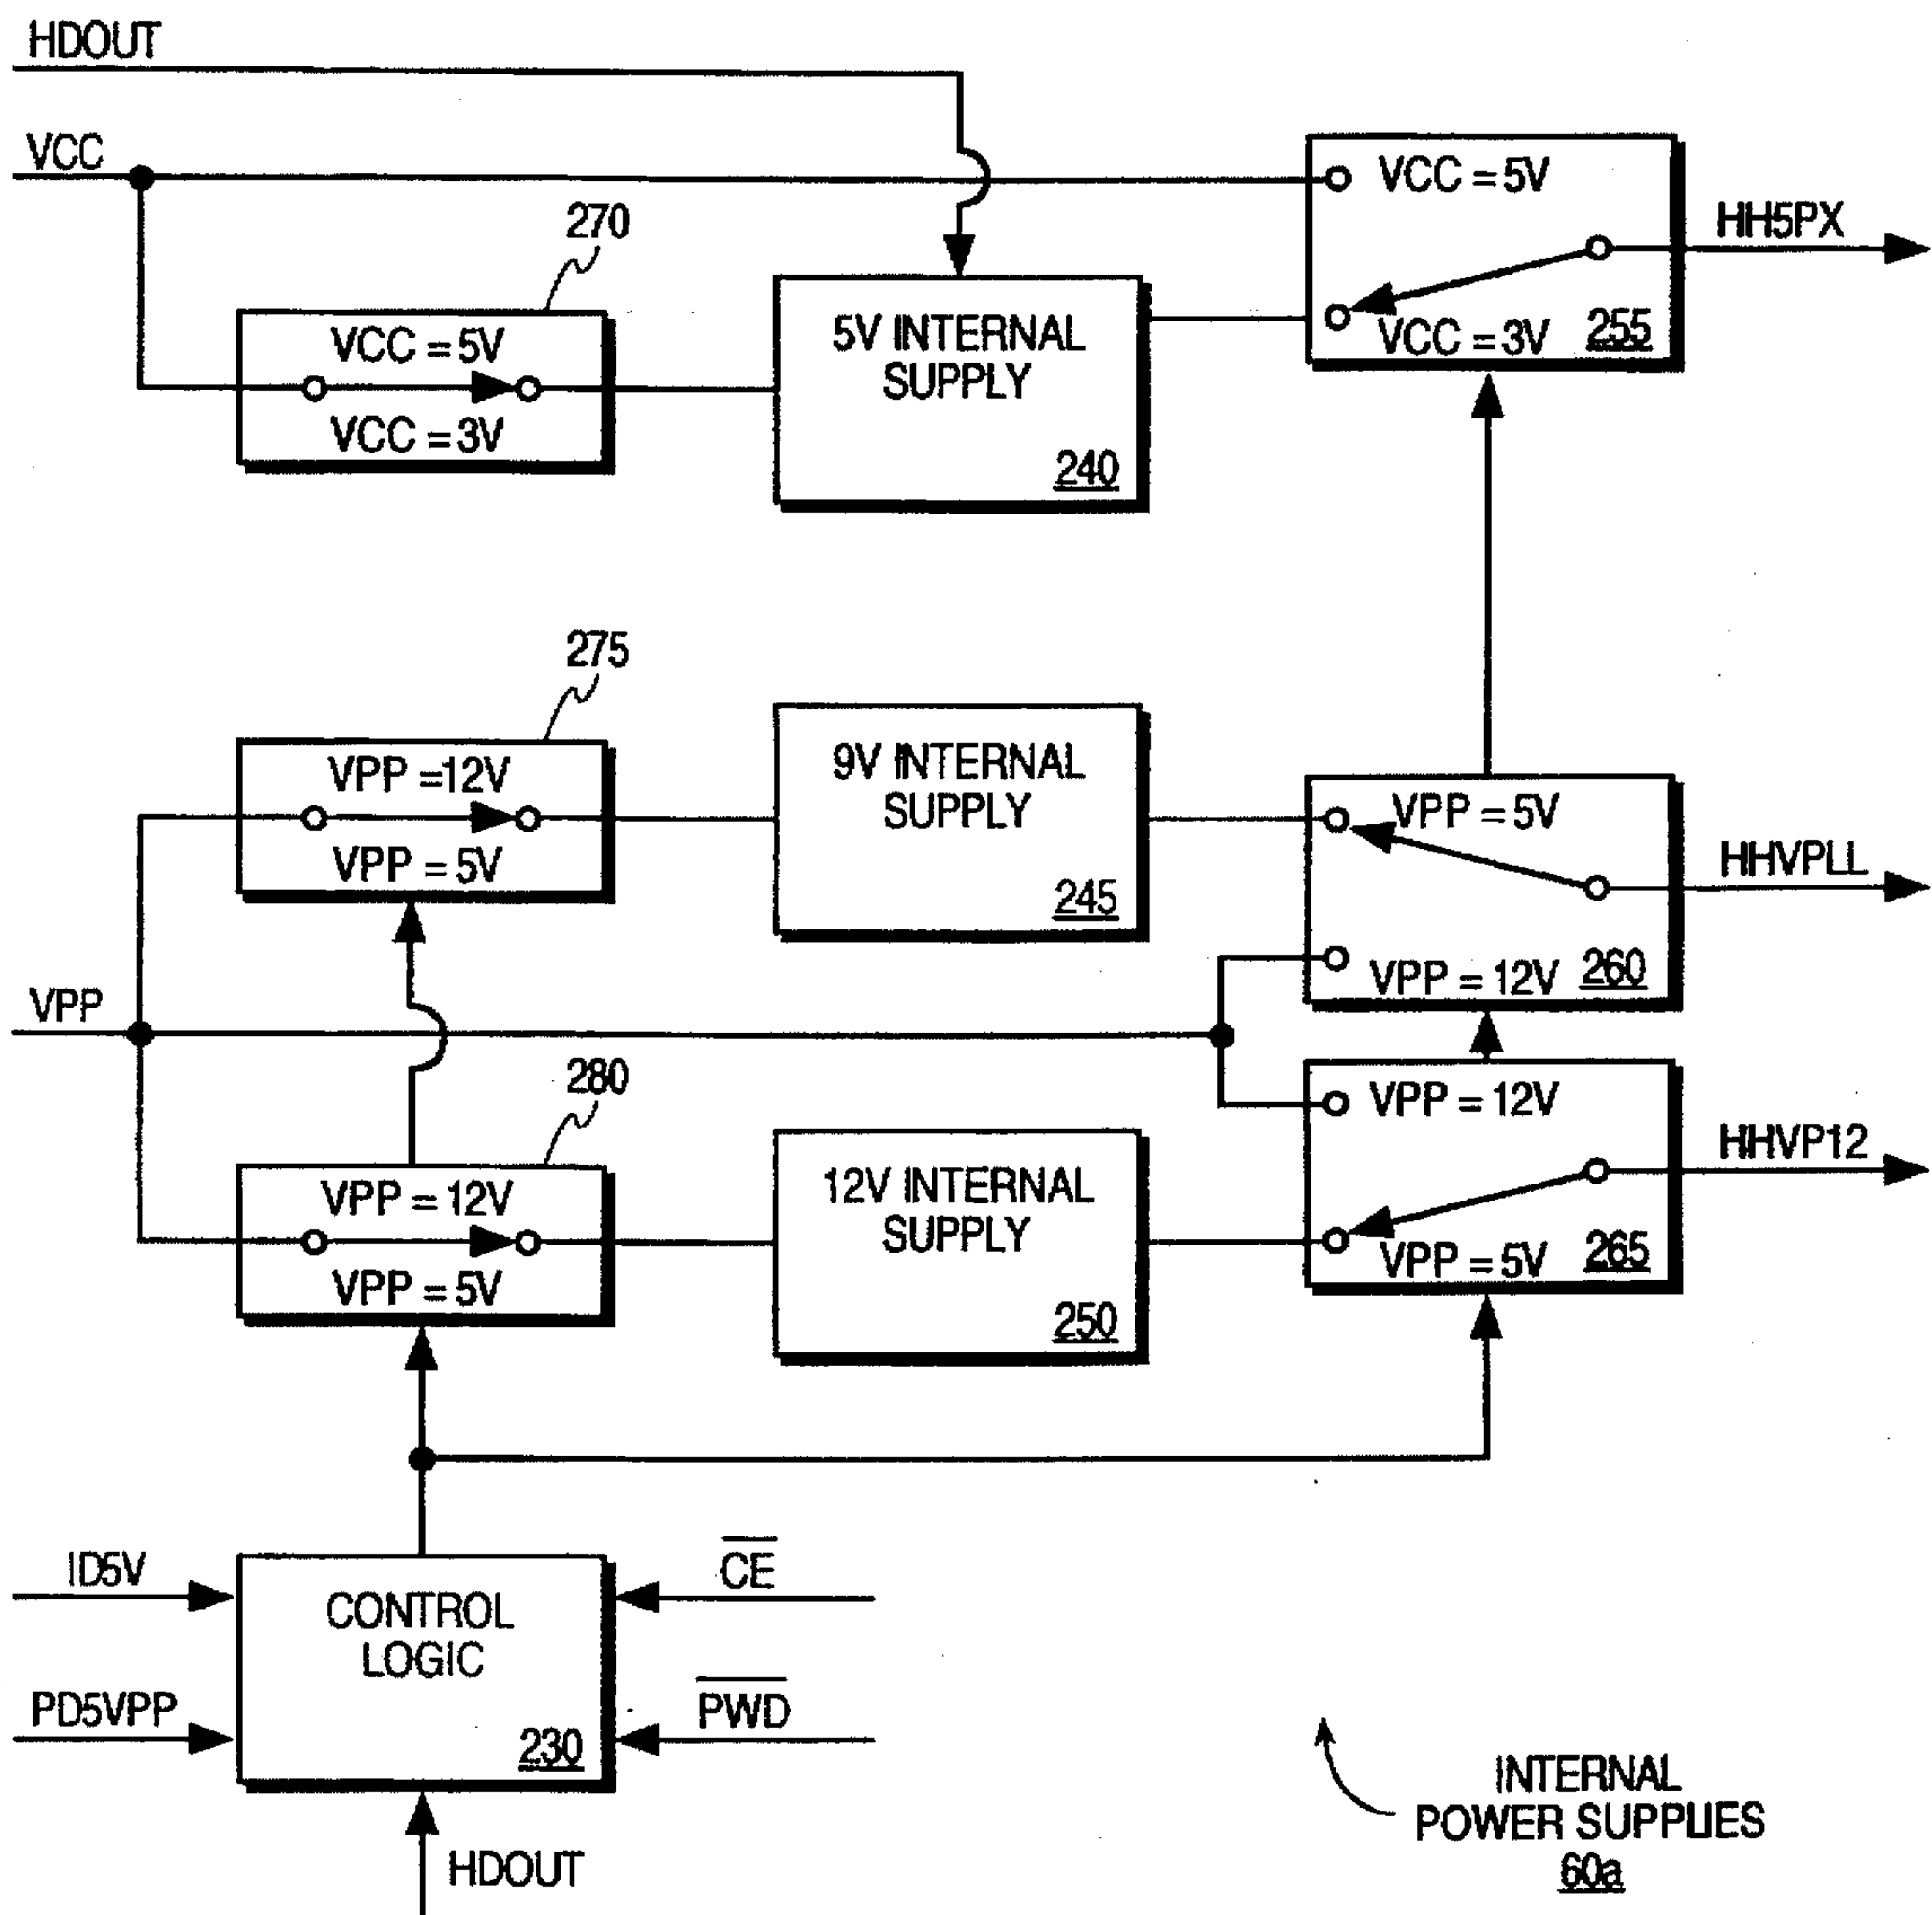 HDOUT
VCC
VCC = 5V
270
HH5PX
VCC = 5V
VCC = 3V
5V INTERNAL
SUPPLY
240
VCC = 3V
255
275
VPP =12V
VPP = 5V
9V INTERNAL
SUPPLY
245
VPP = 5V
HHVPLL
VPP = 12V
260
VPP
280
VPP = 12V
HHVP12
VPP = 12V
VPP = 5V
12V INTERNAL
SUPPLY
250
VPP = 5V
265
ID5V
CONTROL
LOGIC
230
CE
PD5VPP
PWD
HDOUT
INTERNAL
POWER SUPPLIES
60a